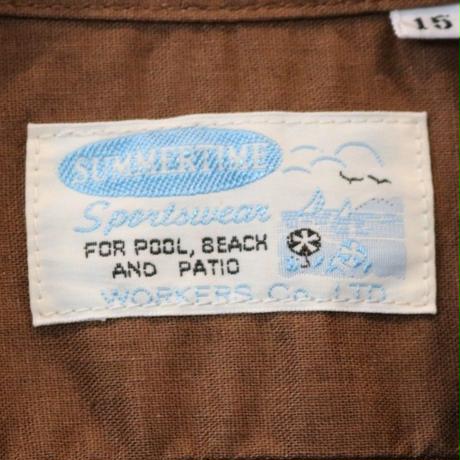 15
SUMMERTIME
Sportswear
FOR POOL, BEACH
AND PATIO
WORKERS Co., LTD